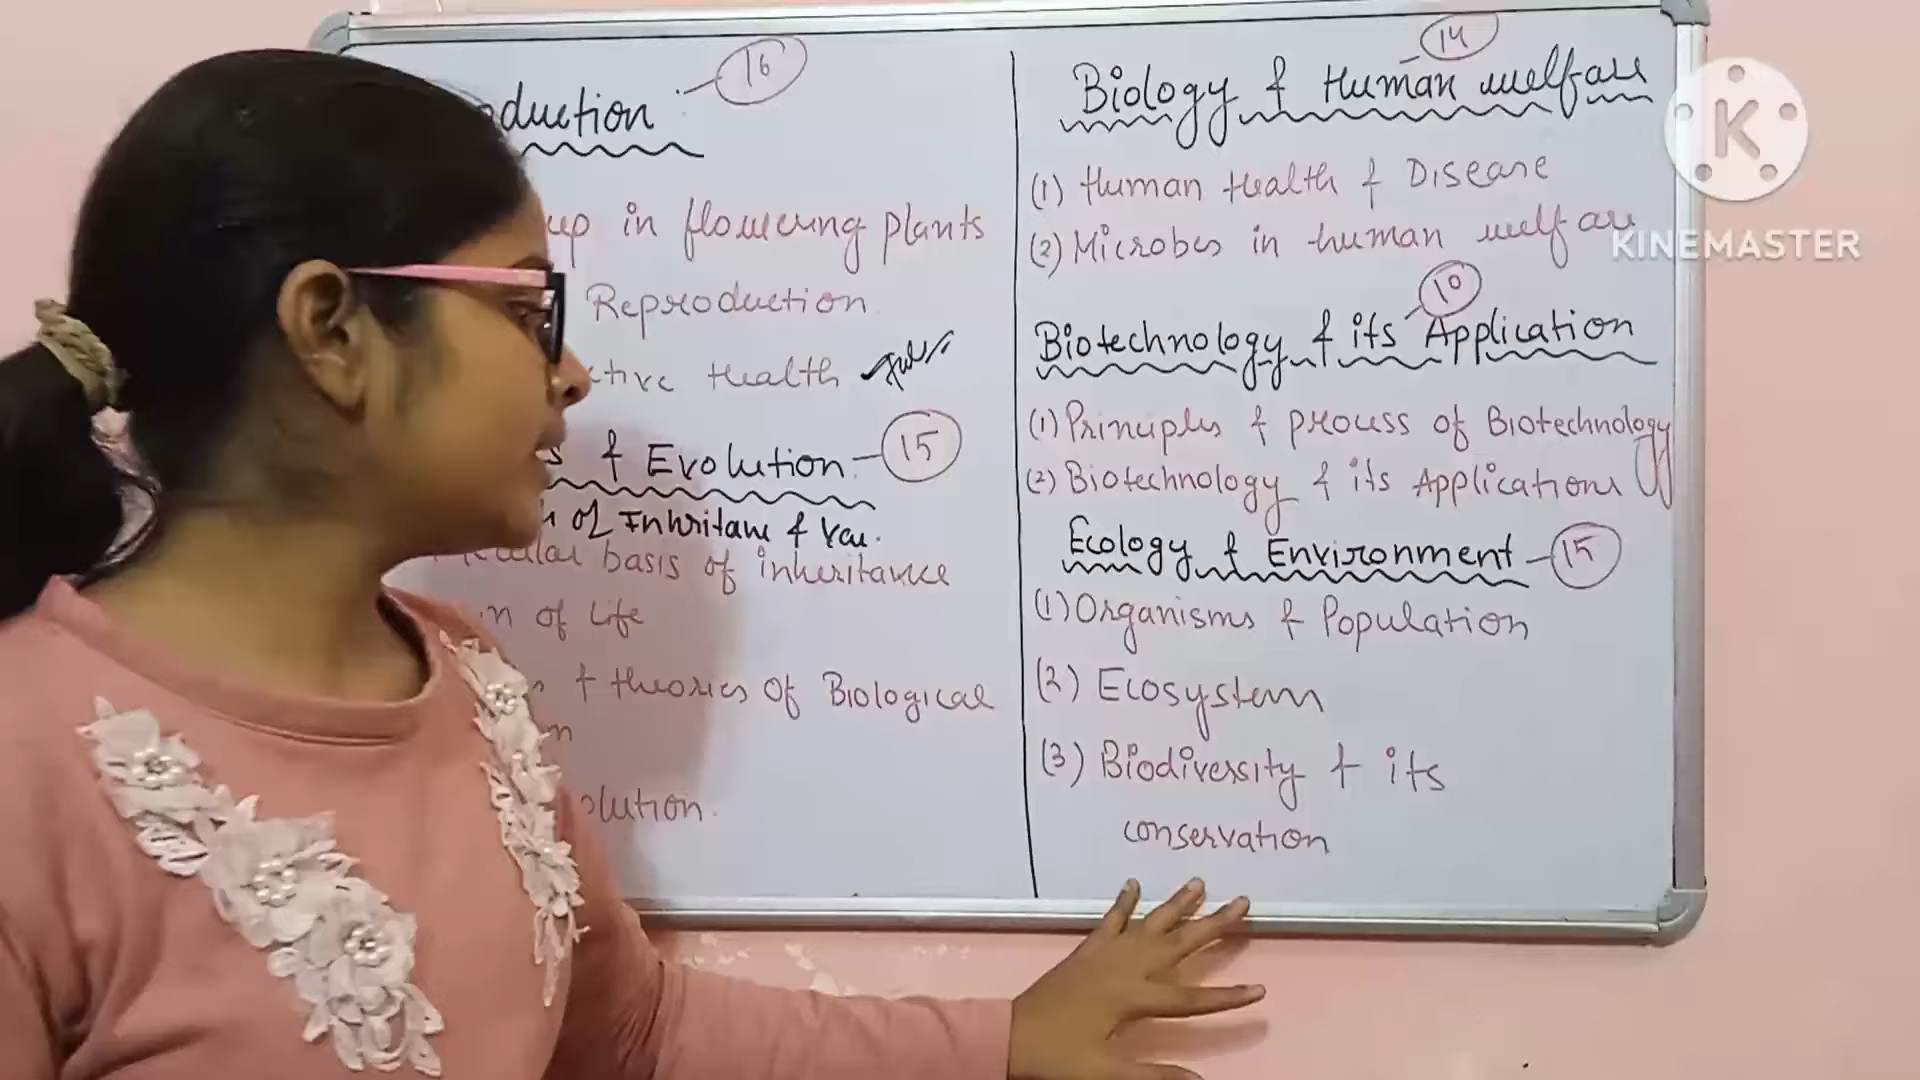 16
duction
up in flowering plants
Reproduction
ctive Health
s & Evolution 15
of Inhritane & Var.
cular basis of inheritance
n of Life
n & theories of Biological
n
olution.
14
Biology & Human welfare
(1) Human Health & Disease
(2) Microbes in human welfare
10
Biotechnology & its Application
(1) Principles & process of Biotechnology
(2) Biotechnology & its Applications
Ecology & Environment 15
(1) Organisms & Population
(2) Ecosystem
(3) Biodiversity & its
conservation
K
KINEMASTER